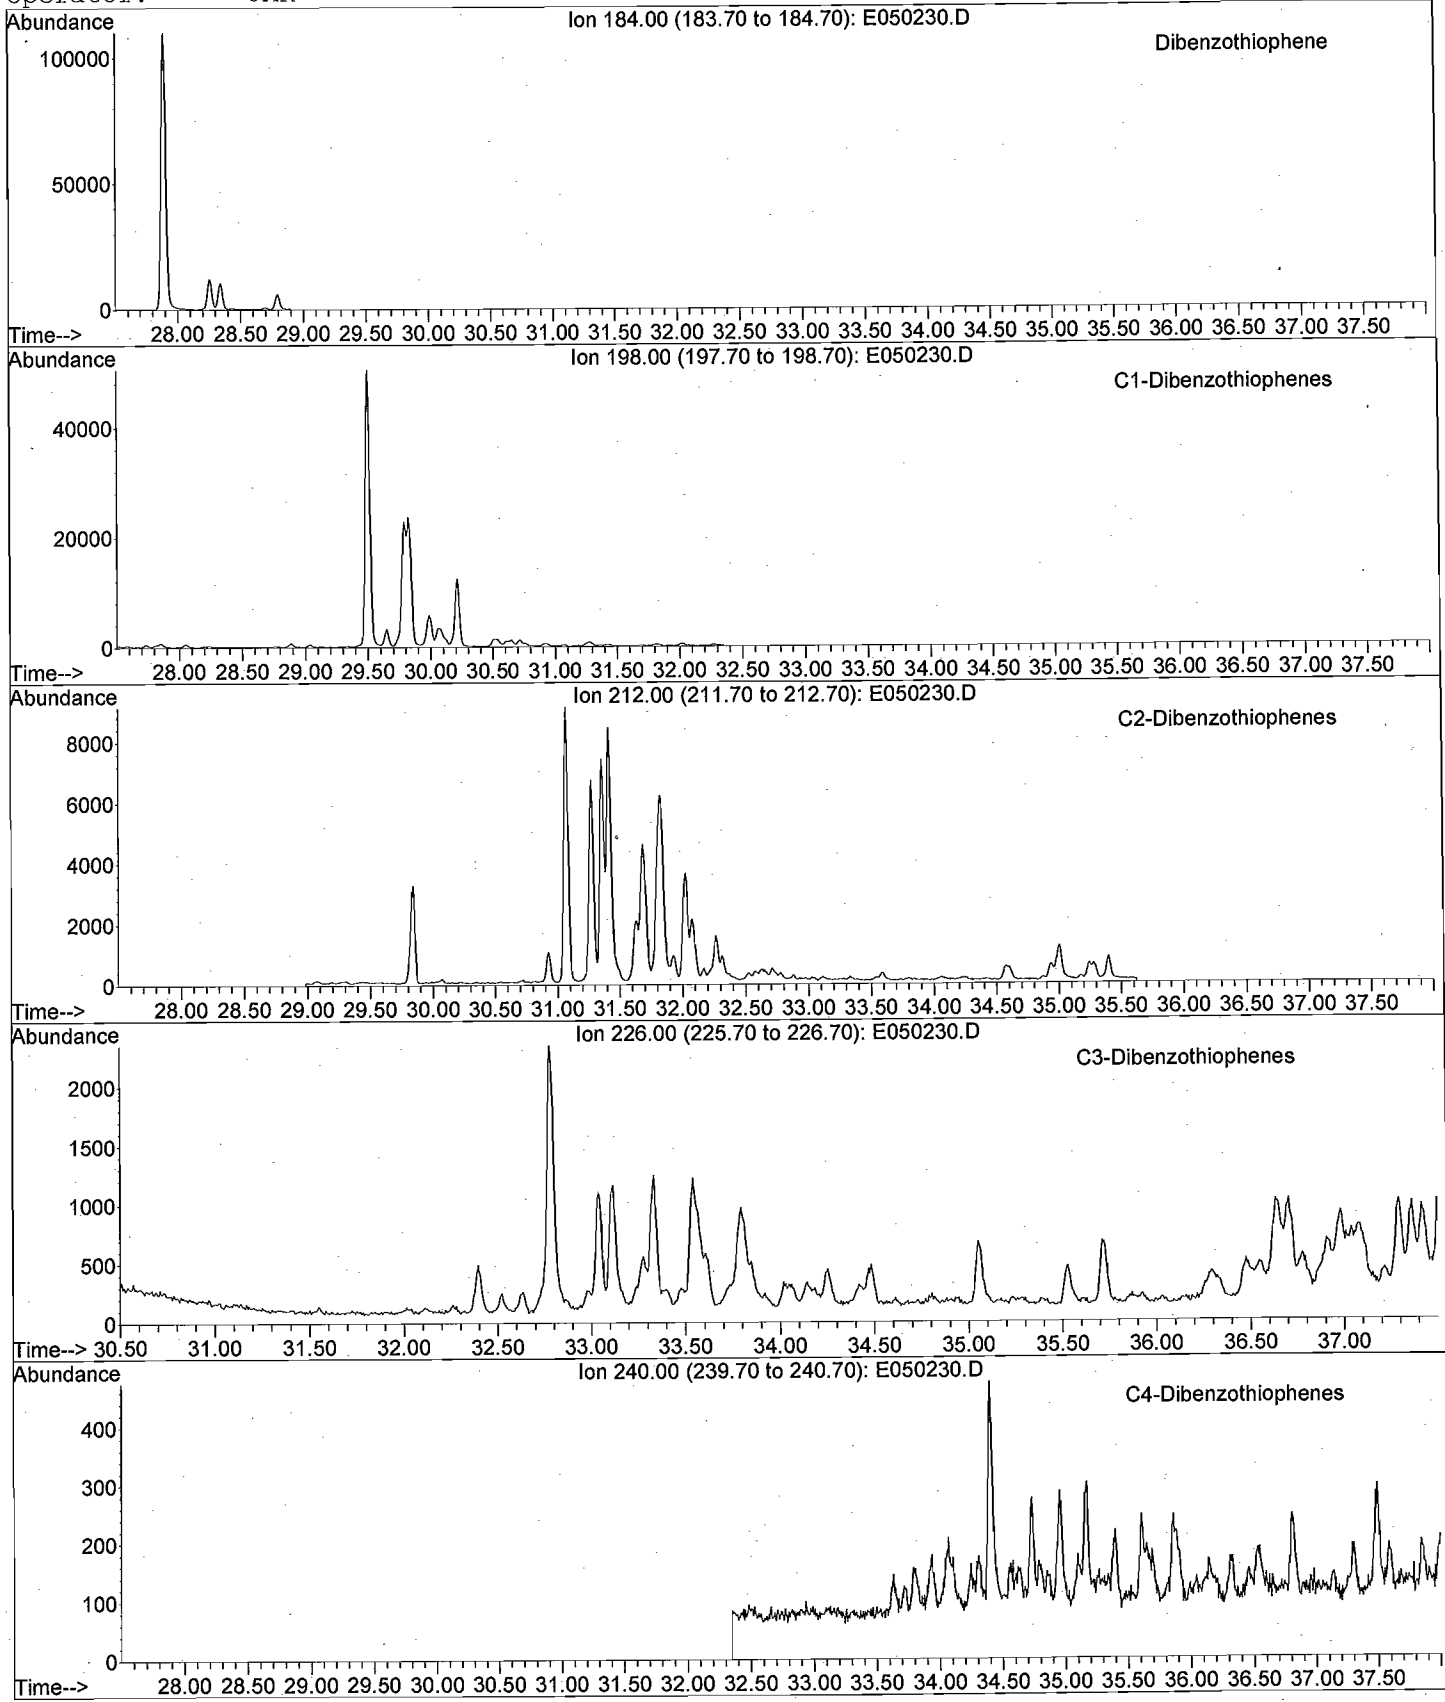 Abundance
Ion 184.00 (183.70 to 184.70): E050230.D
Dibenzothiophene
100000
50000
0
Time--> 28.00 28.50 29.00 29.50 30.00 30.50 31.00 31.50 32.00 32.50 33.00 33.50 34.00 34.50 35.00 35.50 36.00 36.50 37.00 37.50
Abundance
Ion 198.00 (197.70 to 198.70): E050230.D
C1-Dibenzothiophenes
40000
20000
0
Time--> 28.00 28.50 29.00 29.50 30.00 30.50 31.00 31.50 32.00 32.50 33.00 33.50 34.00 34.50 35.00 35.50 36.00 36.50 37.00 37.50
Abundance
Ion 212.00 (211.70 to 212.70): E050230.D
C2-Dibenzothiophenes
8000
6000
4000
2000
0
Time--> 28.00 28.50 29.00 29.50 30.00 30.50 31.00 31.50 32.00 32.50 33.00 33.50 34.00 34.50 35.00 35.50 36.00 36.50 37.00 37.50
Abundance
Ion 226.00 (225.70 to 226.70): E050230.D
C3-Dibenzothiophenes
2000
1500
1000
500
0
Time--> 30.50 31.00 31.50 32.00 32.50 33.00 33.50 34.00 34.50 35.00 35.50 36.00 36.50 37.00
Abundance
Ion 240.00 (239.70 to 240.70): E050230.D
C4-Dibenzothiophenes
400
300
200
100
0
Time--> 28.00 28.50 29.00 29.50 30.00 30.50 31.00 31.50 32.00 32.50 33.00 33.50 34.00 34.50 35.00 35.50 36.00 36.50 37.00 37.50